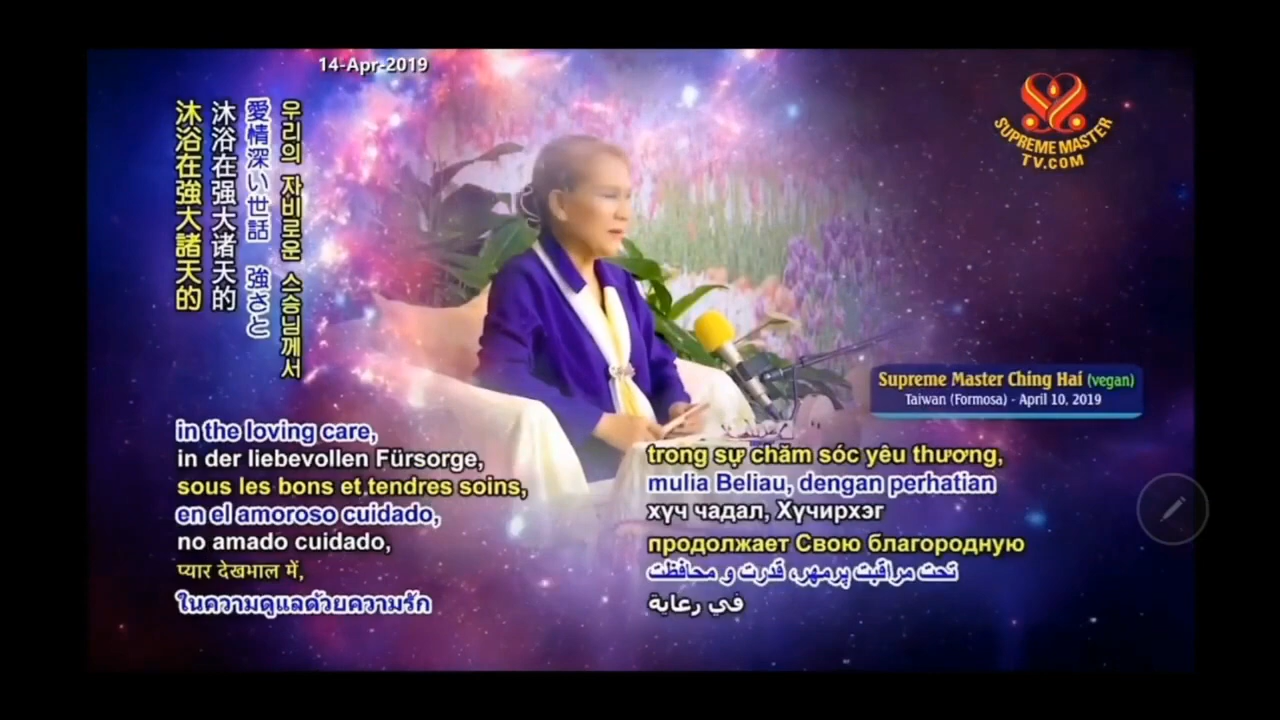 14-Apr-2019
SUPREME MASTER
TV.COM
우리의 자비로운 스승님께서
愛情深い世話 強さと
沐浴在强大诸天的
沐浴在強大諸天的
Supreme Master Ching Hai (vegan)
Taiwan (Formosa) - April 10, 2019
in the loving care,
in der liebevollen Fürsorge,
sous les bons et tendres soins,
en el amoroso cuidado,
no amado cuidado,
प्यार देखभाल में,
ในความดูแลด้วยความรัก
trong sự chăm sóc yêu thương,
mulia Beliau, dengan perhatian
хүч чадал, Хүчирхэг
продолжает Свою благородную
تحت مراقبت پرمهر، قدرت و محافظت
في رعاية